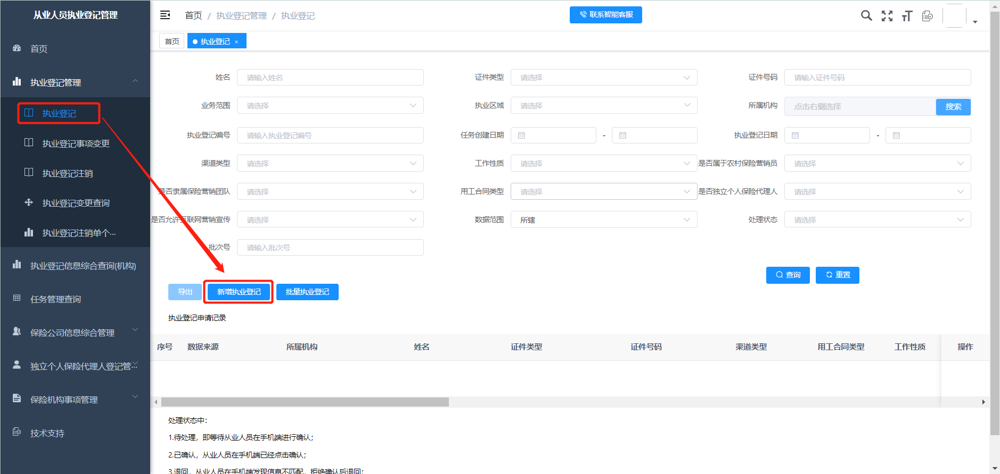 从业人员执业登记管理
首页 / 执业登记管理 / 执业登记
联系智能客服
首页
执业登记 ×
首页
执业登记管理
执业登记
执业登记事项变更
执业登记注销
执业登记变更查询
执业登记注销单个...
执业登记信息综合查询(机构)
任务管理查询
保险公司信息综合管理
独立个人保险代理人登记管...
保险机构事项管理
技术支持
姓名 请输入姓名 证件类型 请选择 证件号码 请输入证件号码
业务范围 请选择 执业区域 请选择 所属机构 点击右侧选择 搜索
执业登记编号 请输入执业登记编号 任务创建日期 - 执业登记日期 -
渠道类型 请选择 工作性质 请选择 是否属于农村保险营销员 请选择
是否隶属保险营销团队 请选择 用工合同类型 请选择 是否独立个人保险代理人 请选择
是否允许互联网营销宣传 请选择 数据范围 所辖 处理状态 请选择
批次号 请输入批次号
查询 重置
导出 新增执业登记 批量执业登记
执业登记申请记录
序号 数据来源 所属机构 姓名 证件类型 证件号码 渠道类型 用工合同类型 工作性质 操作
处理状态中：
1.待处理，即等待从业人员在手机端进行确认；
2.已确认，从业人员在手机端已经点击确认；
3.退回，从业人员在手机端发现信息不匹配，拒绝确认后退回；